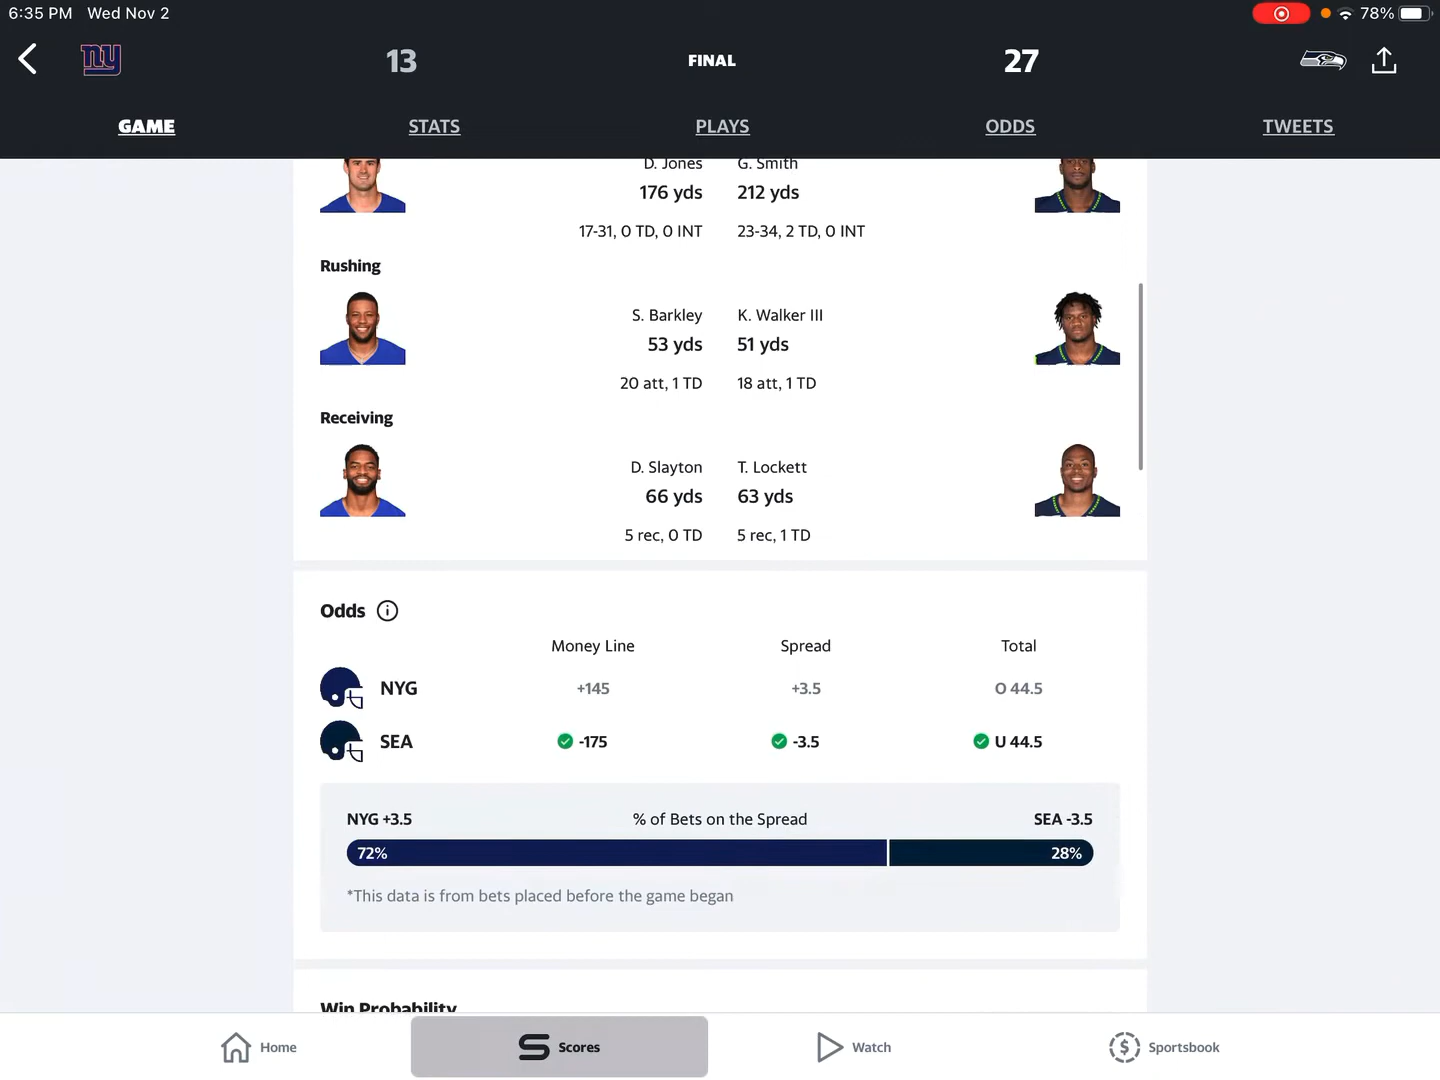 6:35 PM Wed Nov 2 78%
ny 13 FINAL 27
GAME STATS PLAYS ODDS TWEETS
D. Jones G. Smith
176 yds 212 yds
17-31, 0 TD, 0 INT 23-34, 2 TD, 0 INT
Rushing
S. Barkley K. Walker III
53 yds 51 yds
20 att, 1 TD 18 att, 1 TD
Receiving
D. Slayton T. Lockett
66 yds 63 yds
5 rec, 0 TD 5 rec, 1 TD
Odds
Money Line Spread Total
NYG +145 +3.5 O 44.5
SEA -175 -3.5 U 44.5
NYG +3.5 % of Bets on the Spread SEA -3.5
72% 28%
*This data is from bets placed before the game began
Win Probability
Home Scores Watch Sportsbook